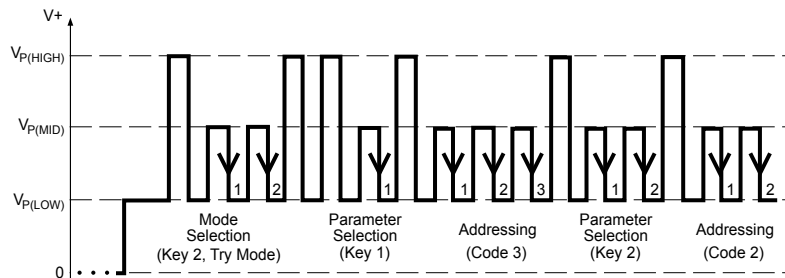 V+
VP(HIGH)
VP(MID)
VP(LOW)
0
1
2
1
1
2
3
1
2
1
2
Mode
Selection
(Key 2, Try Mode)
Parameter
Selection
(Key 1)
Addressing
(Code 3)
Parameter
Selection
(Key 2)
Addressing
(Code 2)